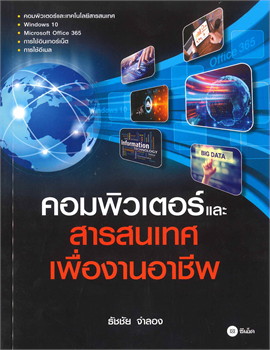 • คอมพิวเตอร์และเทคโนโลยีสารสนเทศ
• Windows 10
• Microsoft Office 365
• การใช้อินเทอร์เน็ต
• การใช้อีเมล
Information
TECHNOLOGY
BIG DATA
คอมพิวเตอร์และ
สารสนเทศ
เพื่องานอาชีพ
ธัชชัย จำลอง
ซีเอ็ด